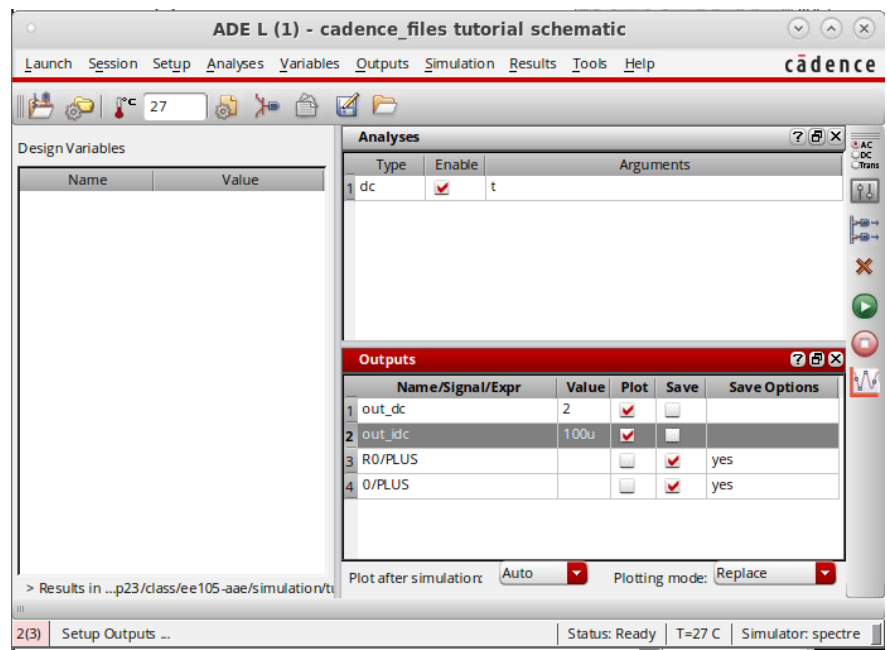 ADE L (1) - cadence_files tutorial schematic
Launch Session Setup Analyses Variables Outputs Simulation Results Tools Help cādence
°C 27
Design Variables
Name Value
> Results in ...p23/class/ee105-aae/simulation/tu
Analyses
Type Enable Arguments
1 dc t
Outputs
Name/Signal/Expr Value Plot Save Save Options
1 out_dc 2
2 out_idc 100u
3 R0/PLUS yes
4 0/PLUS yes
Plot after simulation: Auto Plotting mode: Replace
AC
DC
Trans
2(3) Setup Outputs ... Status: Ready T=27 C Simulator: spectre